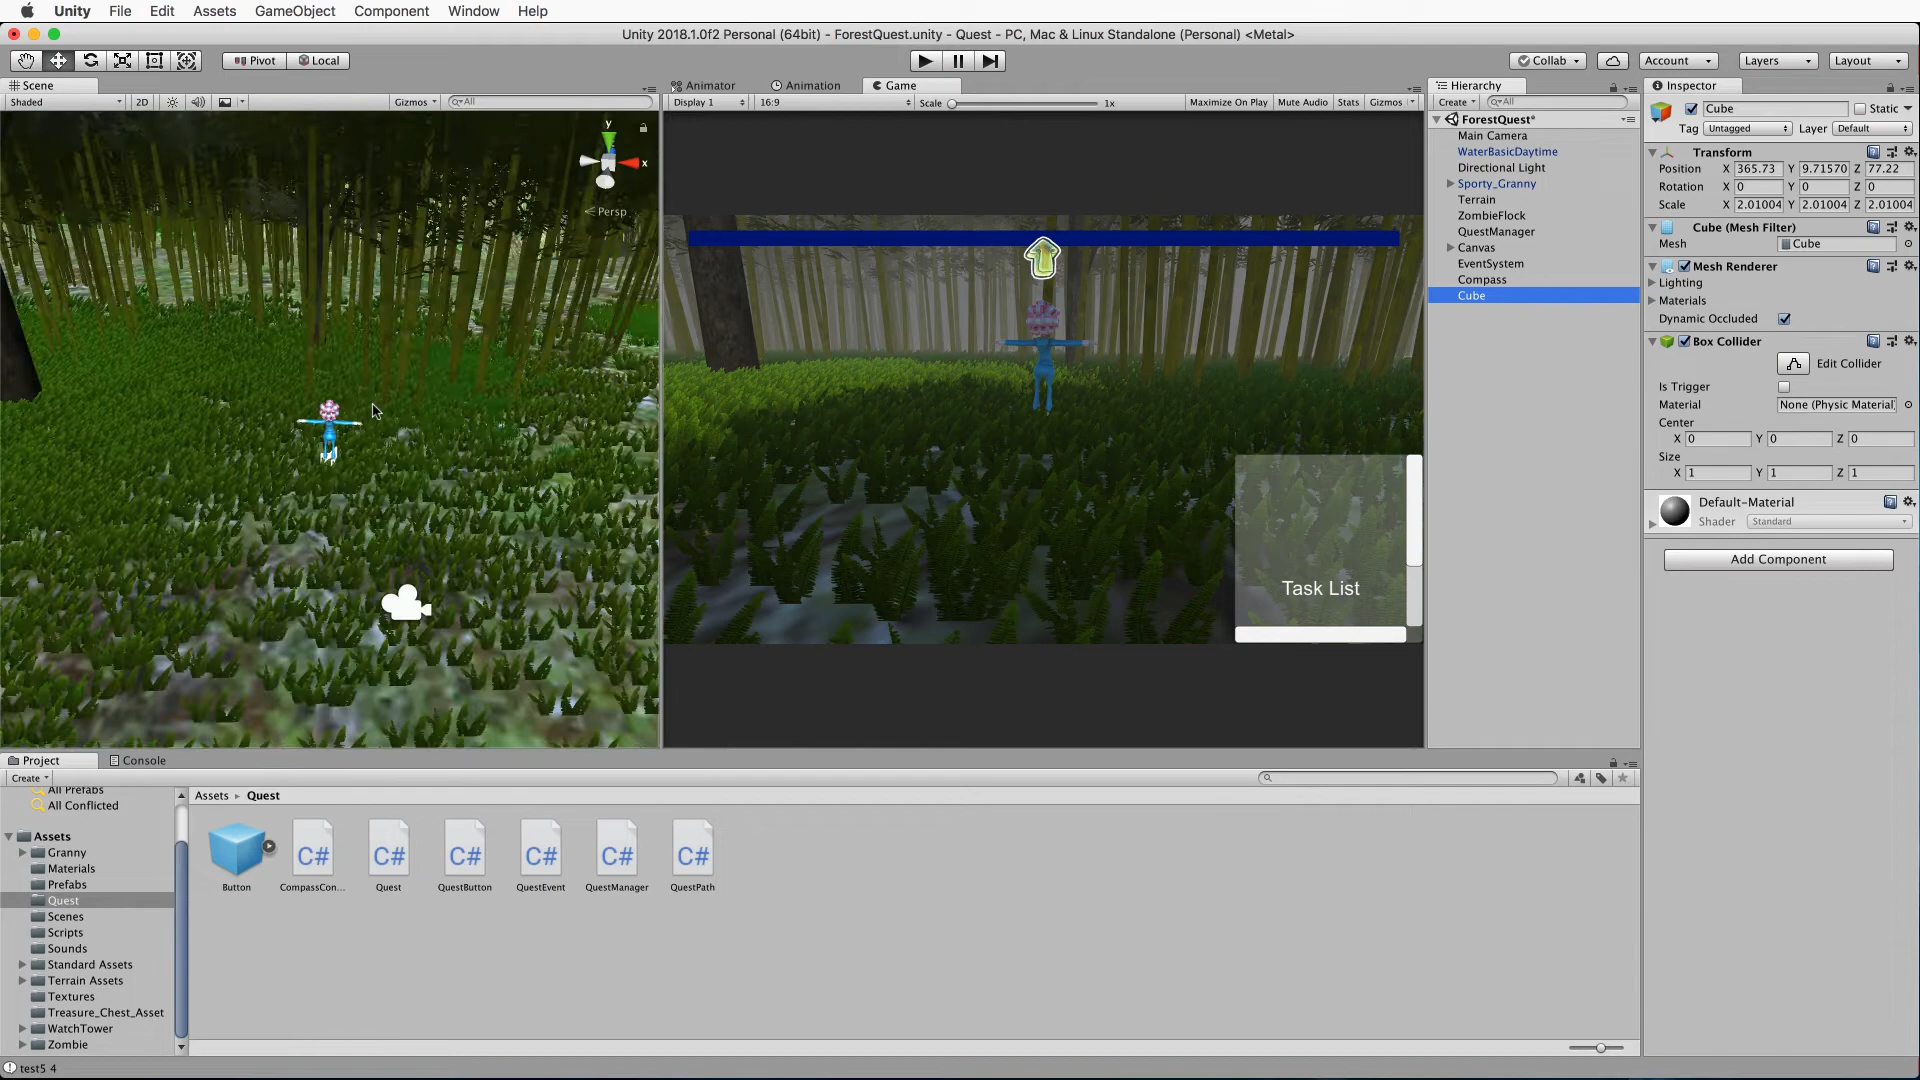 Unity File Edit Assets GameObject Component Window Help
Unity 2018.1.0f2 Personal (64bit) - ForestQuest.unity - Quest - PC, Mac & Linux Standalone (Personal) <Metal>
Pivot Local Collab Account Layers Layout
Scene
Shaded 2D Gizmos All
y
x
Persp
Animator Animation Game
Display 1 16:9 Scale 1x Maximize On Play Mute Audio Stats Gizmos
Task List
Hierarchy
Create All
ForestQuest*
Main Camera
WaterBasicDaytime
Directional Light
Sporty_Granny
Terrain
ZombieFlock
QuestManager
Canvas
EventSystem
Compass
Cube
Inspector
Cube Static
Tag Untagged Layer Default
Transform
Position X 365.73 Y 9.71570 Z 77.22
Rotation X 0 Y 0 Z 0
Scale X 2.01004 Y 2.01004 Z 2.01004
Cube (Mesh Filter)
Mesh Cube
Mesh Renderer
Lighting
Materials
Dynamic Occluded
Box Collider
Edit Collider
Is Trigger
Material None (Physic Material)
Center
X 0 Y 0 Z 0
Size
X 1 Y 1 Z 1
Default-Material
Shader Standard
Add Component
Project Console
Create
All Prefabs
All Conflicted
Assets
Granny
Materials
Prefabs
Quest
Scenes
Scripts
Sounds
Standard Assets
Terrain Assets
Textures
Treasure_Chest_Asset
WatchTower
Zombie
Assets Quest
C# C# C# C# C# C#
Button CompassCon... Quest QuestButton QuestEvent QuestManager QuestPath
test5 4